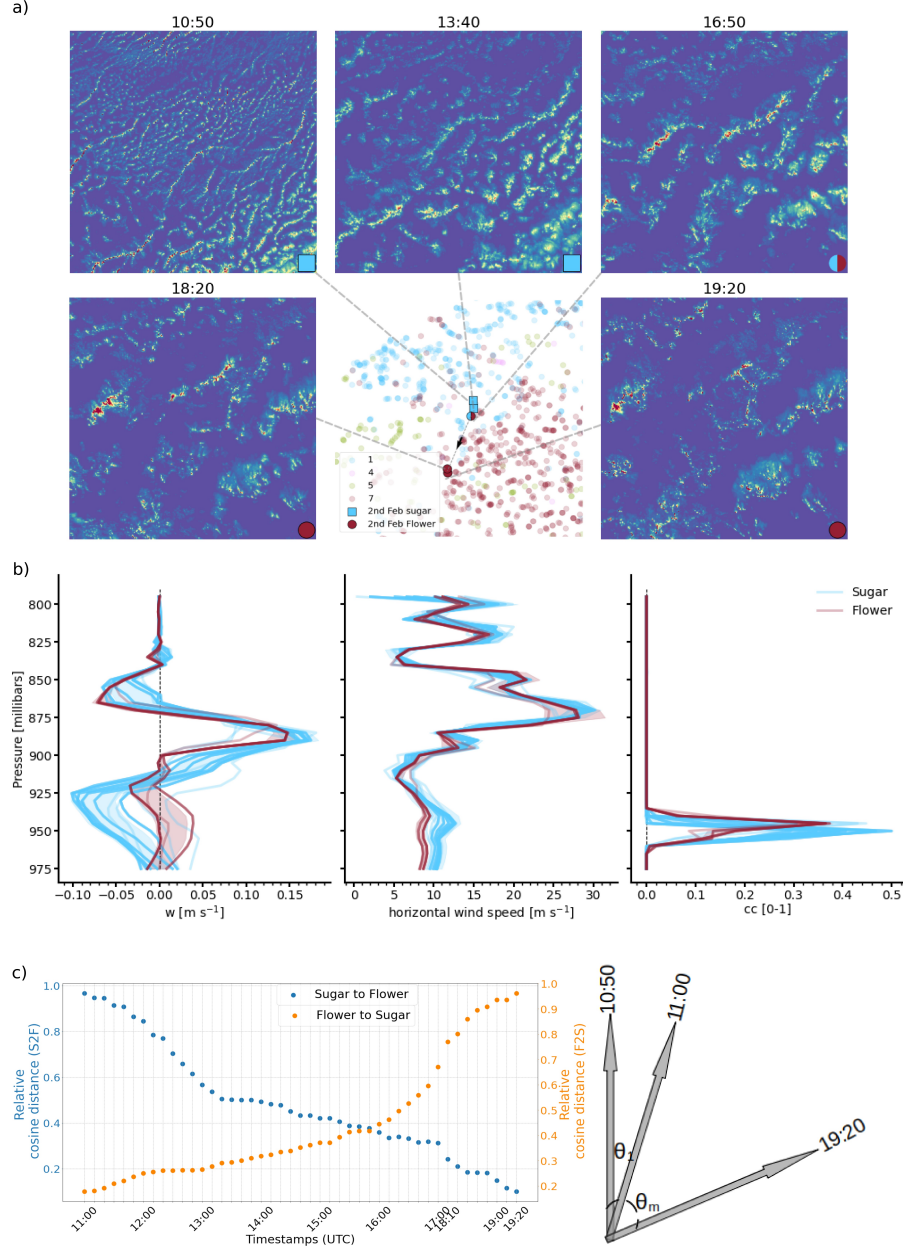 a)
10:50
13:40
16:50
18:20
19:20
1
4
5
7
2nd Feb sugar
2nd Feb Flower
b)
Pressure [millibars]
800
825
850
875
900
925
950
975
−0.10 −0.05 0.00 0.05 0.10 0.15
w [m s⁻¹]
0 5 10 15 20 25 30
horizontal wind speed [m s⁻¹]
0.0 0.1 0.2 0.3 0.4 0.5
cc [0-1]
Sugar
Flower
c)
Relative
cosine distance (S2F)
1.0
0.8
0.6
0.4
0.2
Sugar to Flower
Flower to Sugar
1.0
0.9
0.8
0.7
0.6
0.5
0.4
0.3
0.2
Relative
cosine distance (F2S)
11:00 12:00 13:00 14:00 15:00 16:00 17:00 18:10 19:00 19:20
Timestamps (UTC)
10:50
11:00
19:20
θ1
θm